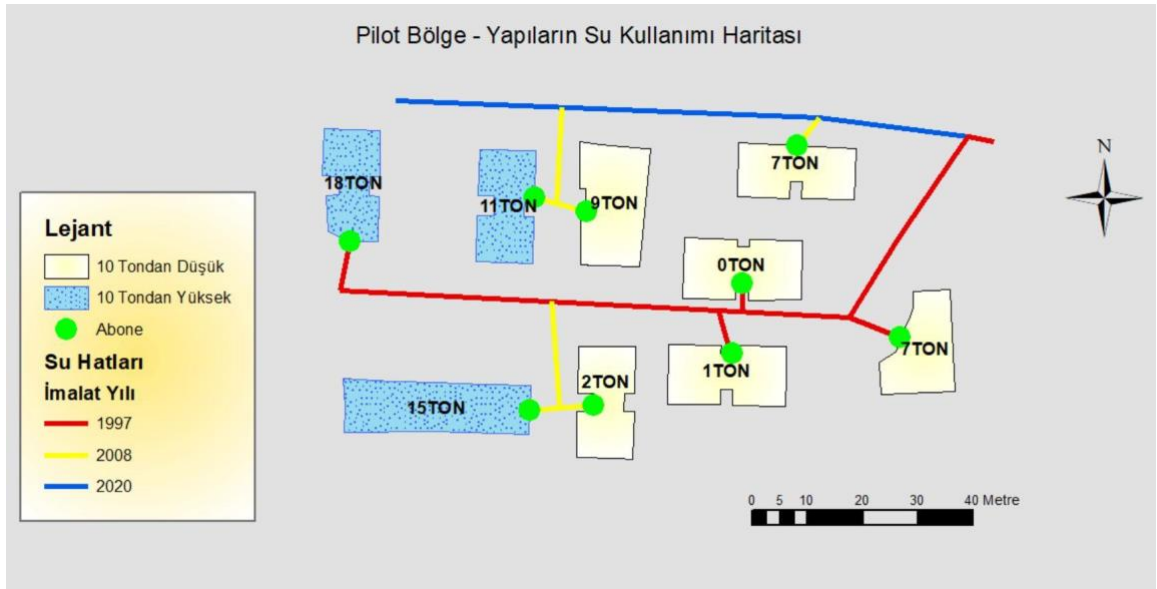 Pilot Bölge - Yapıların Su Kullanımı Haritası
N
7TON
18TON
11TON
9TON
0TON
7TON
1TON
2TON
15TON
Lejant
10 Tondan Düşük
10 Tondan Yüksek
Abone
Su Hatları
İmalat Yılı
1997
2008
2020
0 5 10 20 30 40 Metre